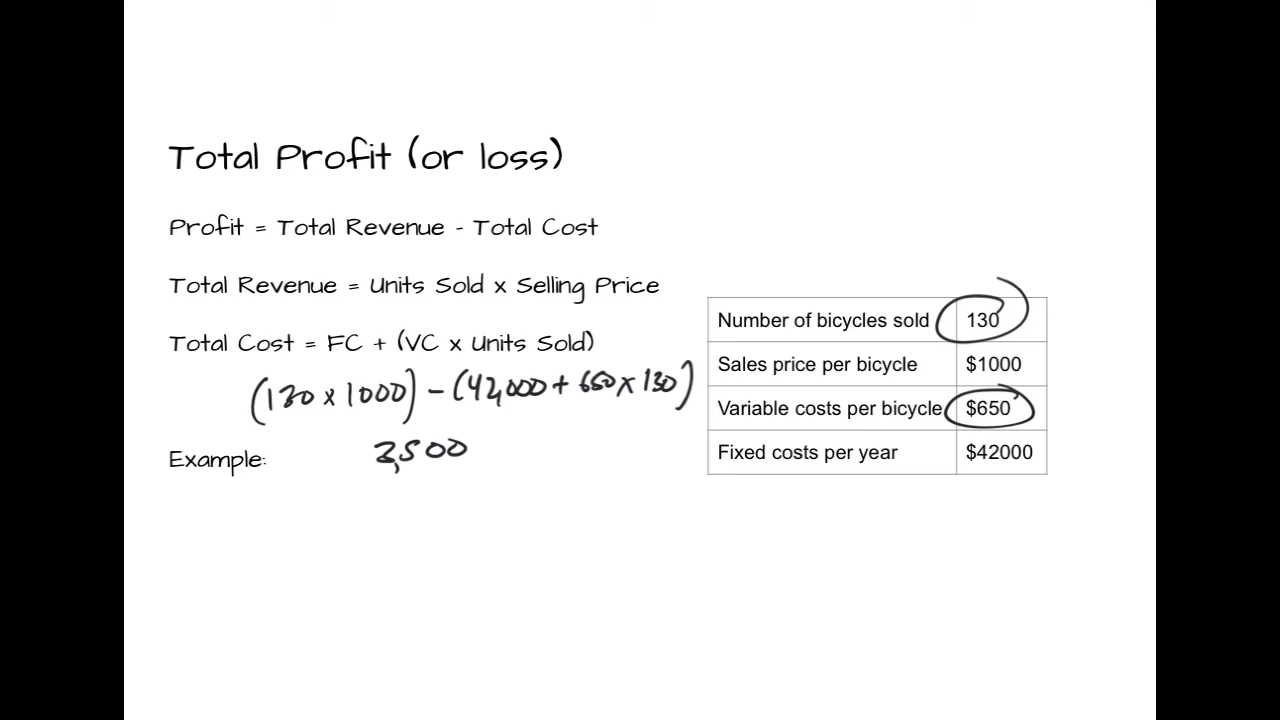 Total Profit (or loss)
Profit = Total Revenue - Total Cost
Total Revenue = Units Sold x Selling Price
Total Cost = FC + (VC x Units Sold)
(130 x 1000) - (42,000 + 650 x 130)
Example: 3,500
Number of bicycles sold 130
Sales price per bicycle $1000
Variable costs per bicycle $650
Fixed costs per year $42000